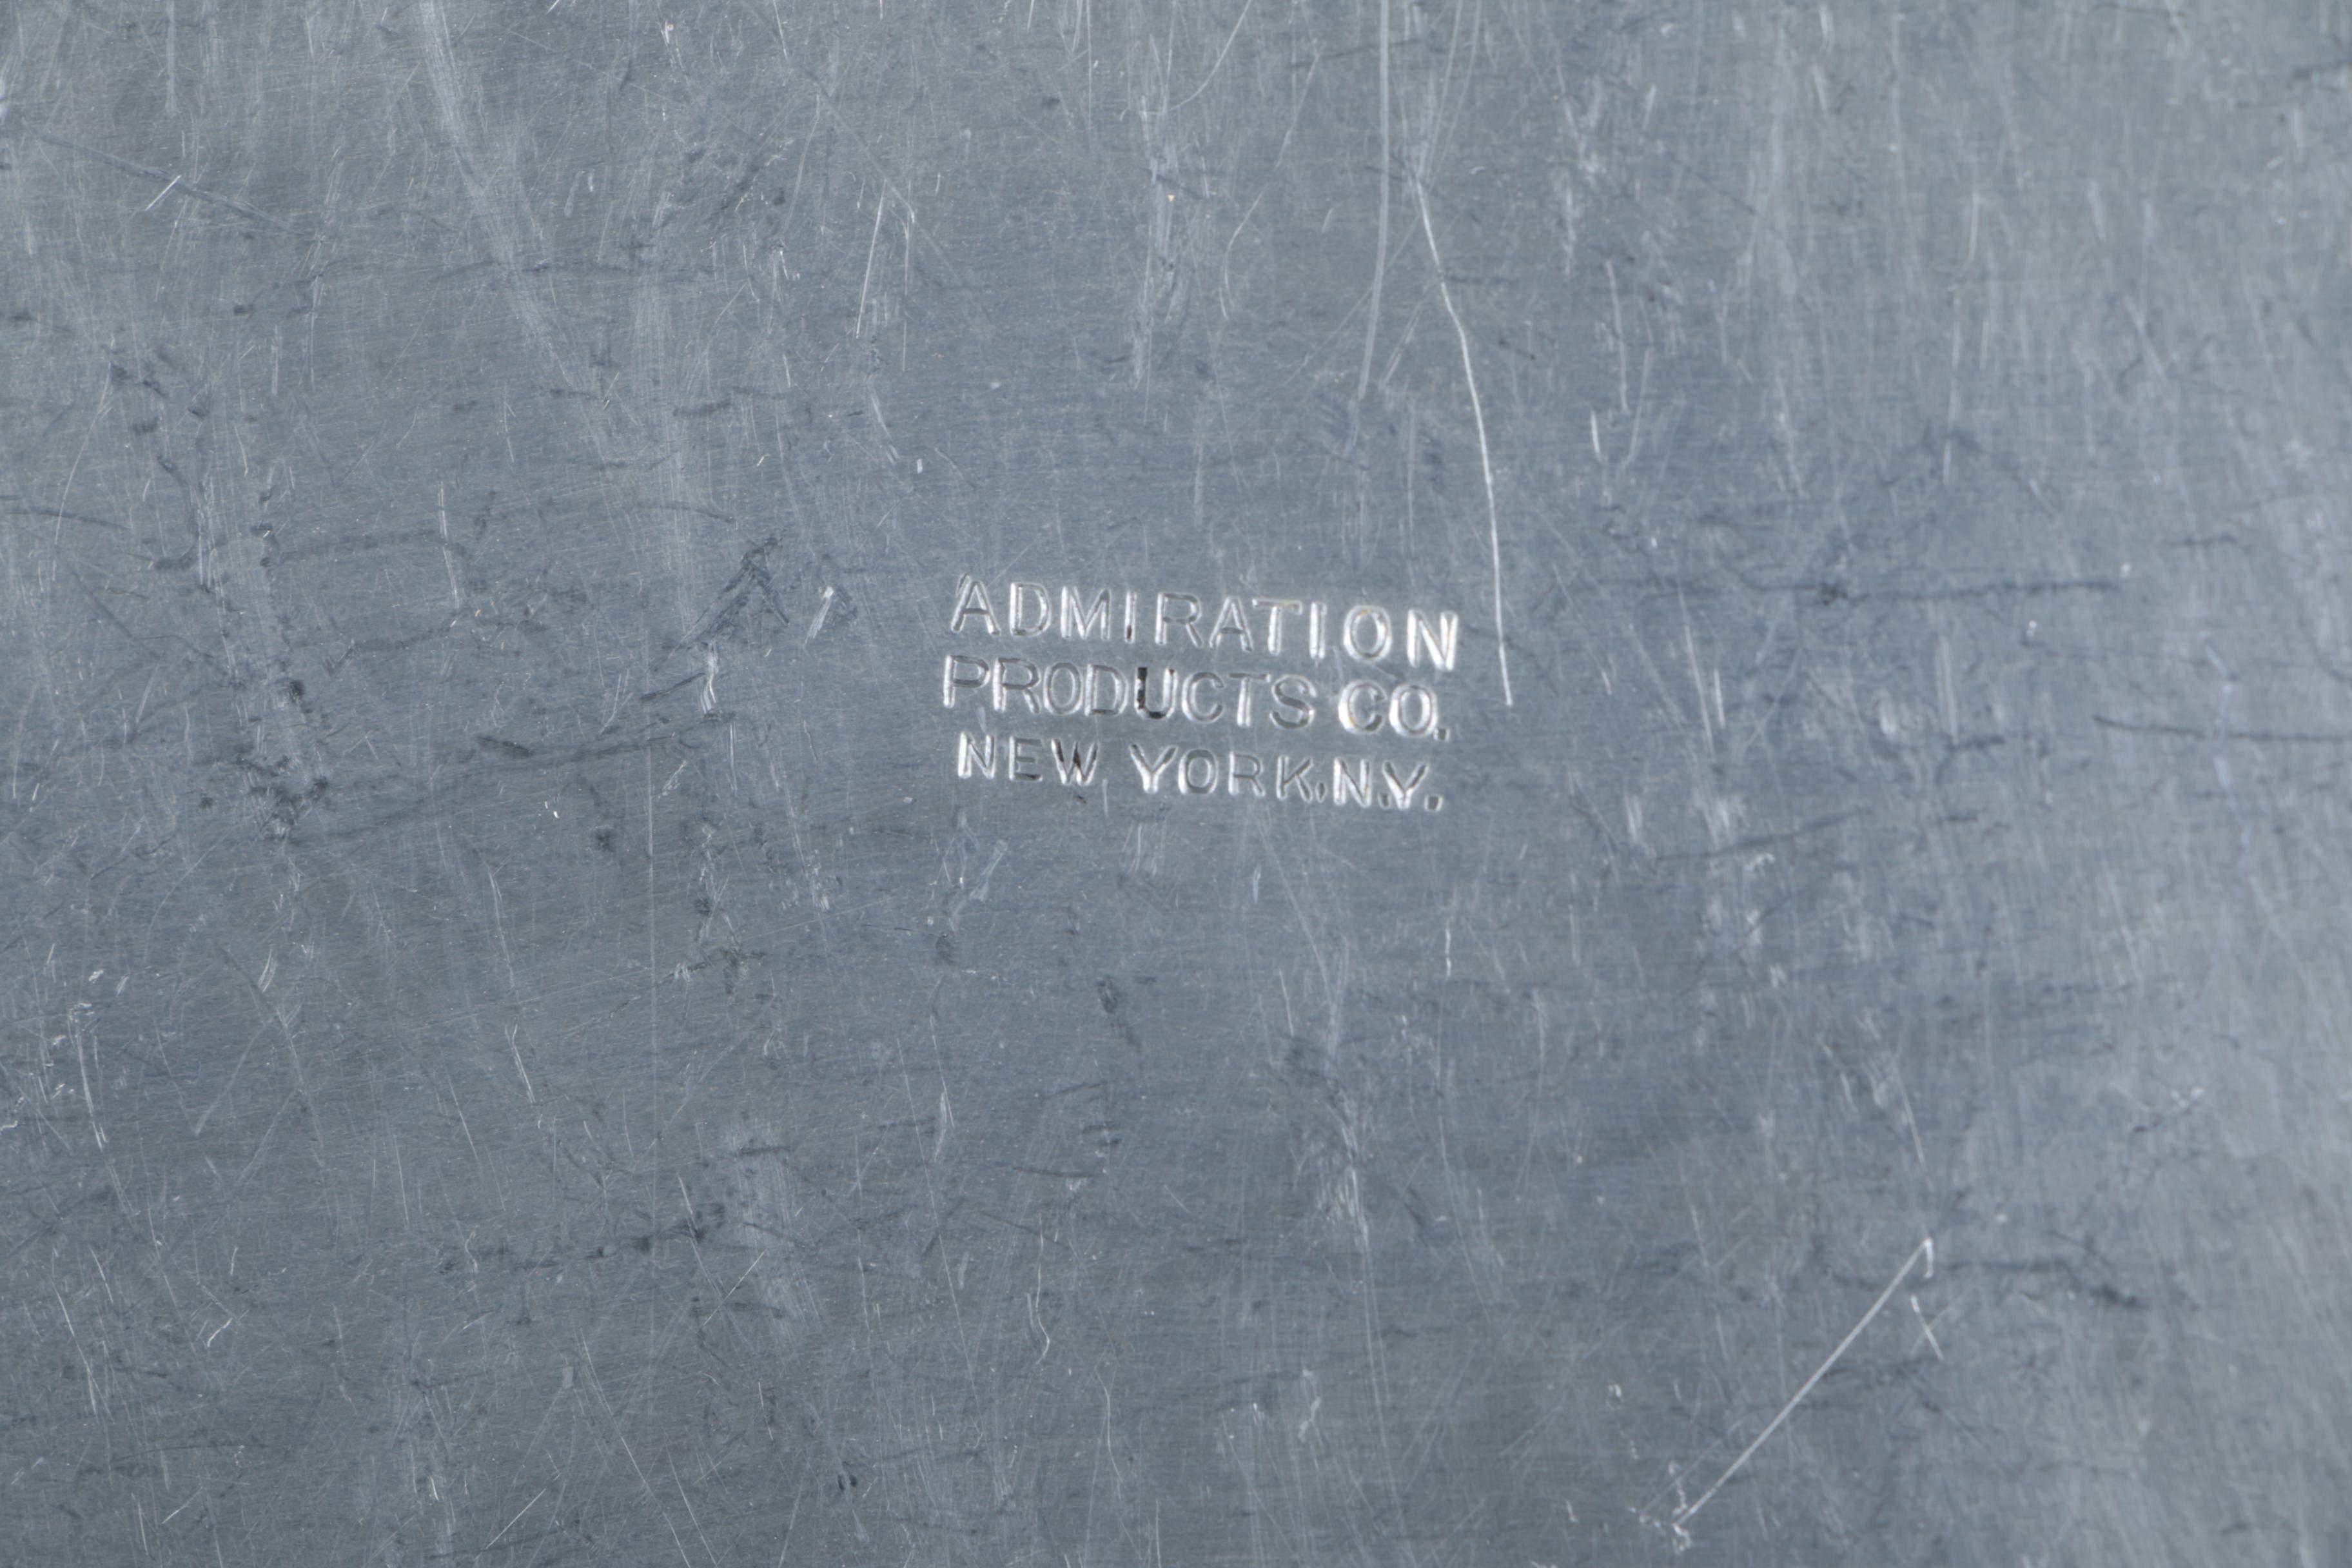 ADMIRATION
PRODUCTS CO.
NEW YORK, N.Y.